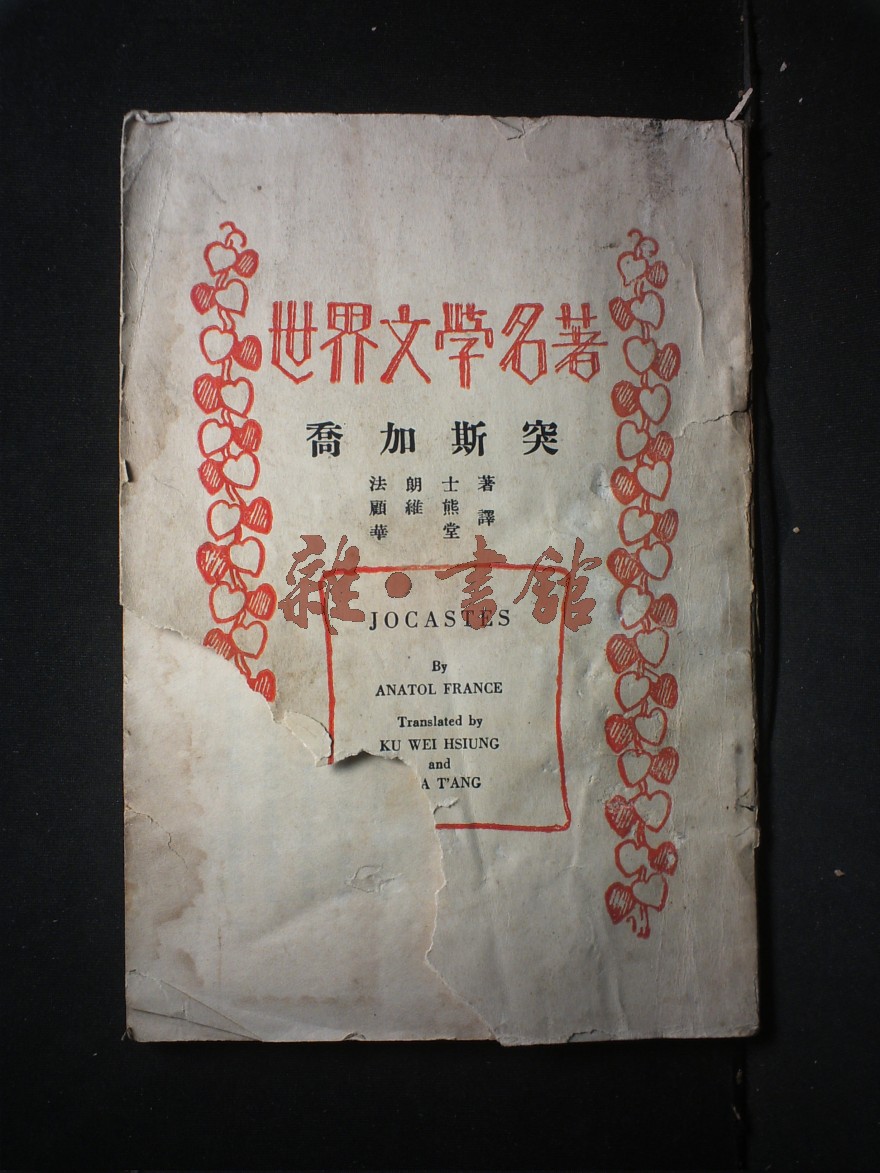 世界文學名著
喬加斯突
法朗士著
顧維熊
華堂譯
雜·書館
JOCASTES
By
ANATOL FRANCE
Translated by
KU WEI HSIUNG
and
A T'ANG